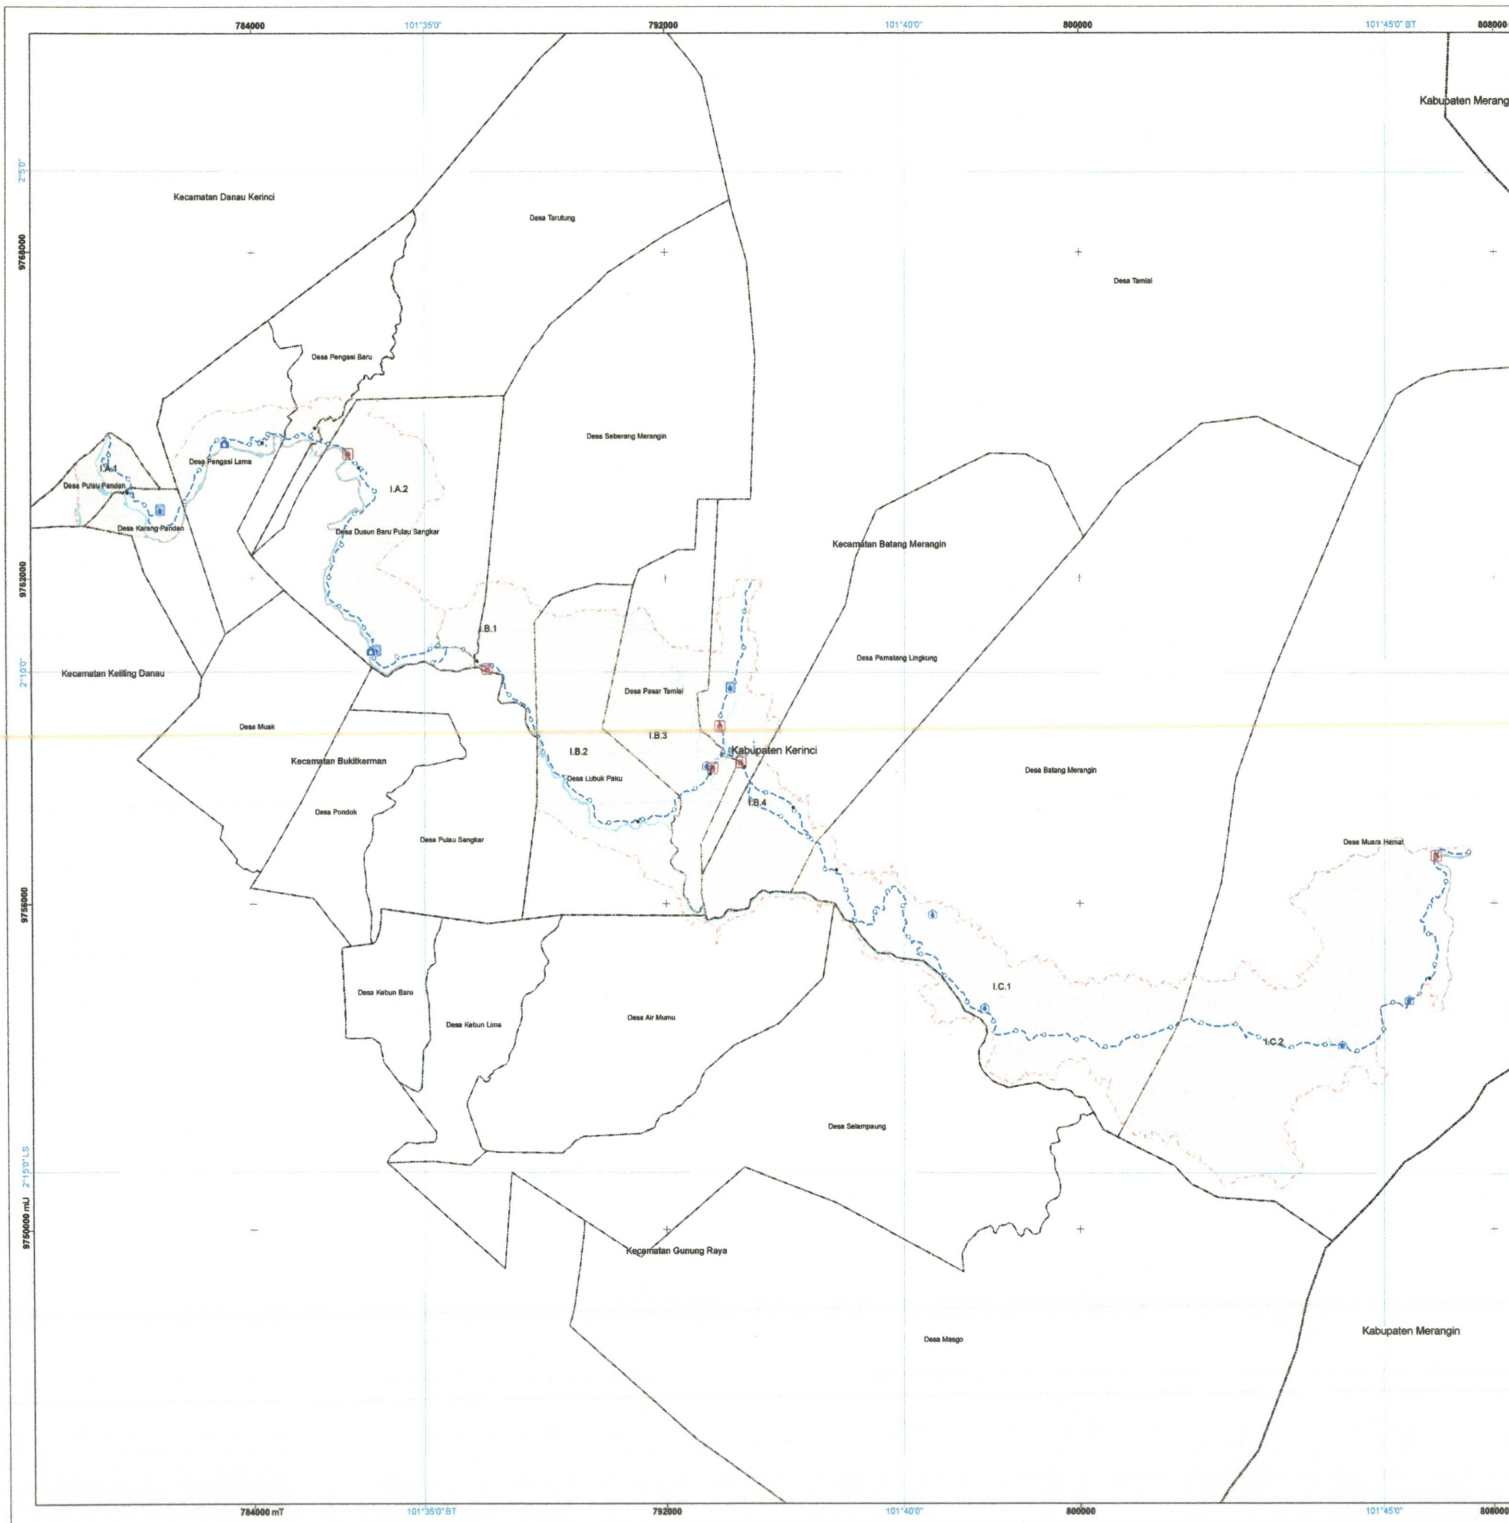 784000
101°35'0"
792000
101°40'0"
800000
101°45'0" BT
808000
Kabupaten Merang
2°5'0"
Kecamatan Danau Kerinci
Desa Tarutung
9768000
Desa Tamiai
Desa Pengasi Baru
Desa Seberang Merangin
Desa Pengasi Lama
I.A.1
Desa Pulau Pandan
I.A.2
Desa Karang Pandan
Desa Dusun Baru Pulau Sangkar
Kecamatan Batang Merangin
9762000
I.B.1
Desa Pematang Lingkung
2°10'0"
Kecamatan Keliling Danau
Desa Pasar Tamiai
Desa Muak
I.B.3
I.B.2
Kabupaten Kerinci
Kecamatan Bukitkerman
Desa Batang Merangin
Desa Lubuk Paku
I.B.4
Desa Pondok
Desa Pulau Sangkar
Desa Muara Hemat
9756000
I.C.1
Desa Kebun Baru
Desa Kebun Lima
Desa Air Mumu
I.C.2
Desa Selampaung
2°15'0" LS
9750000 mU
Kecamatan Gunung Raya
Desa Masgo
Kabupaten Merangin
784000 mT
101°35'0" BT
792000
101°40'0"
800000
101°45'0"
808000